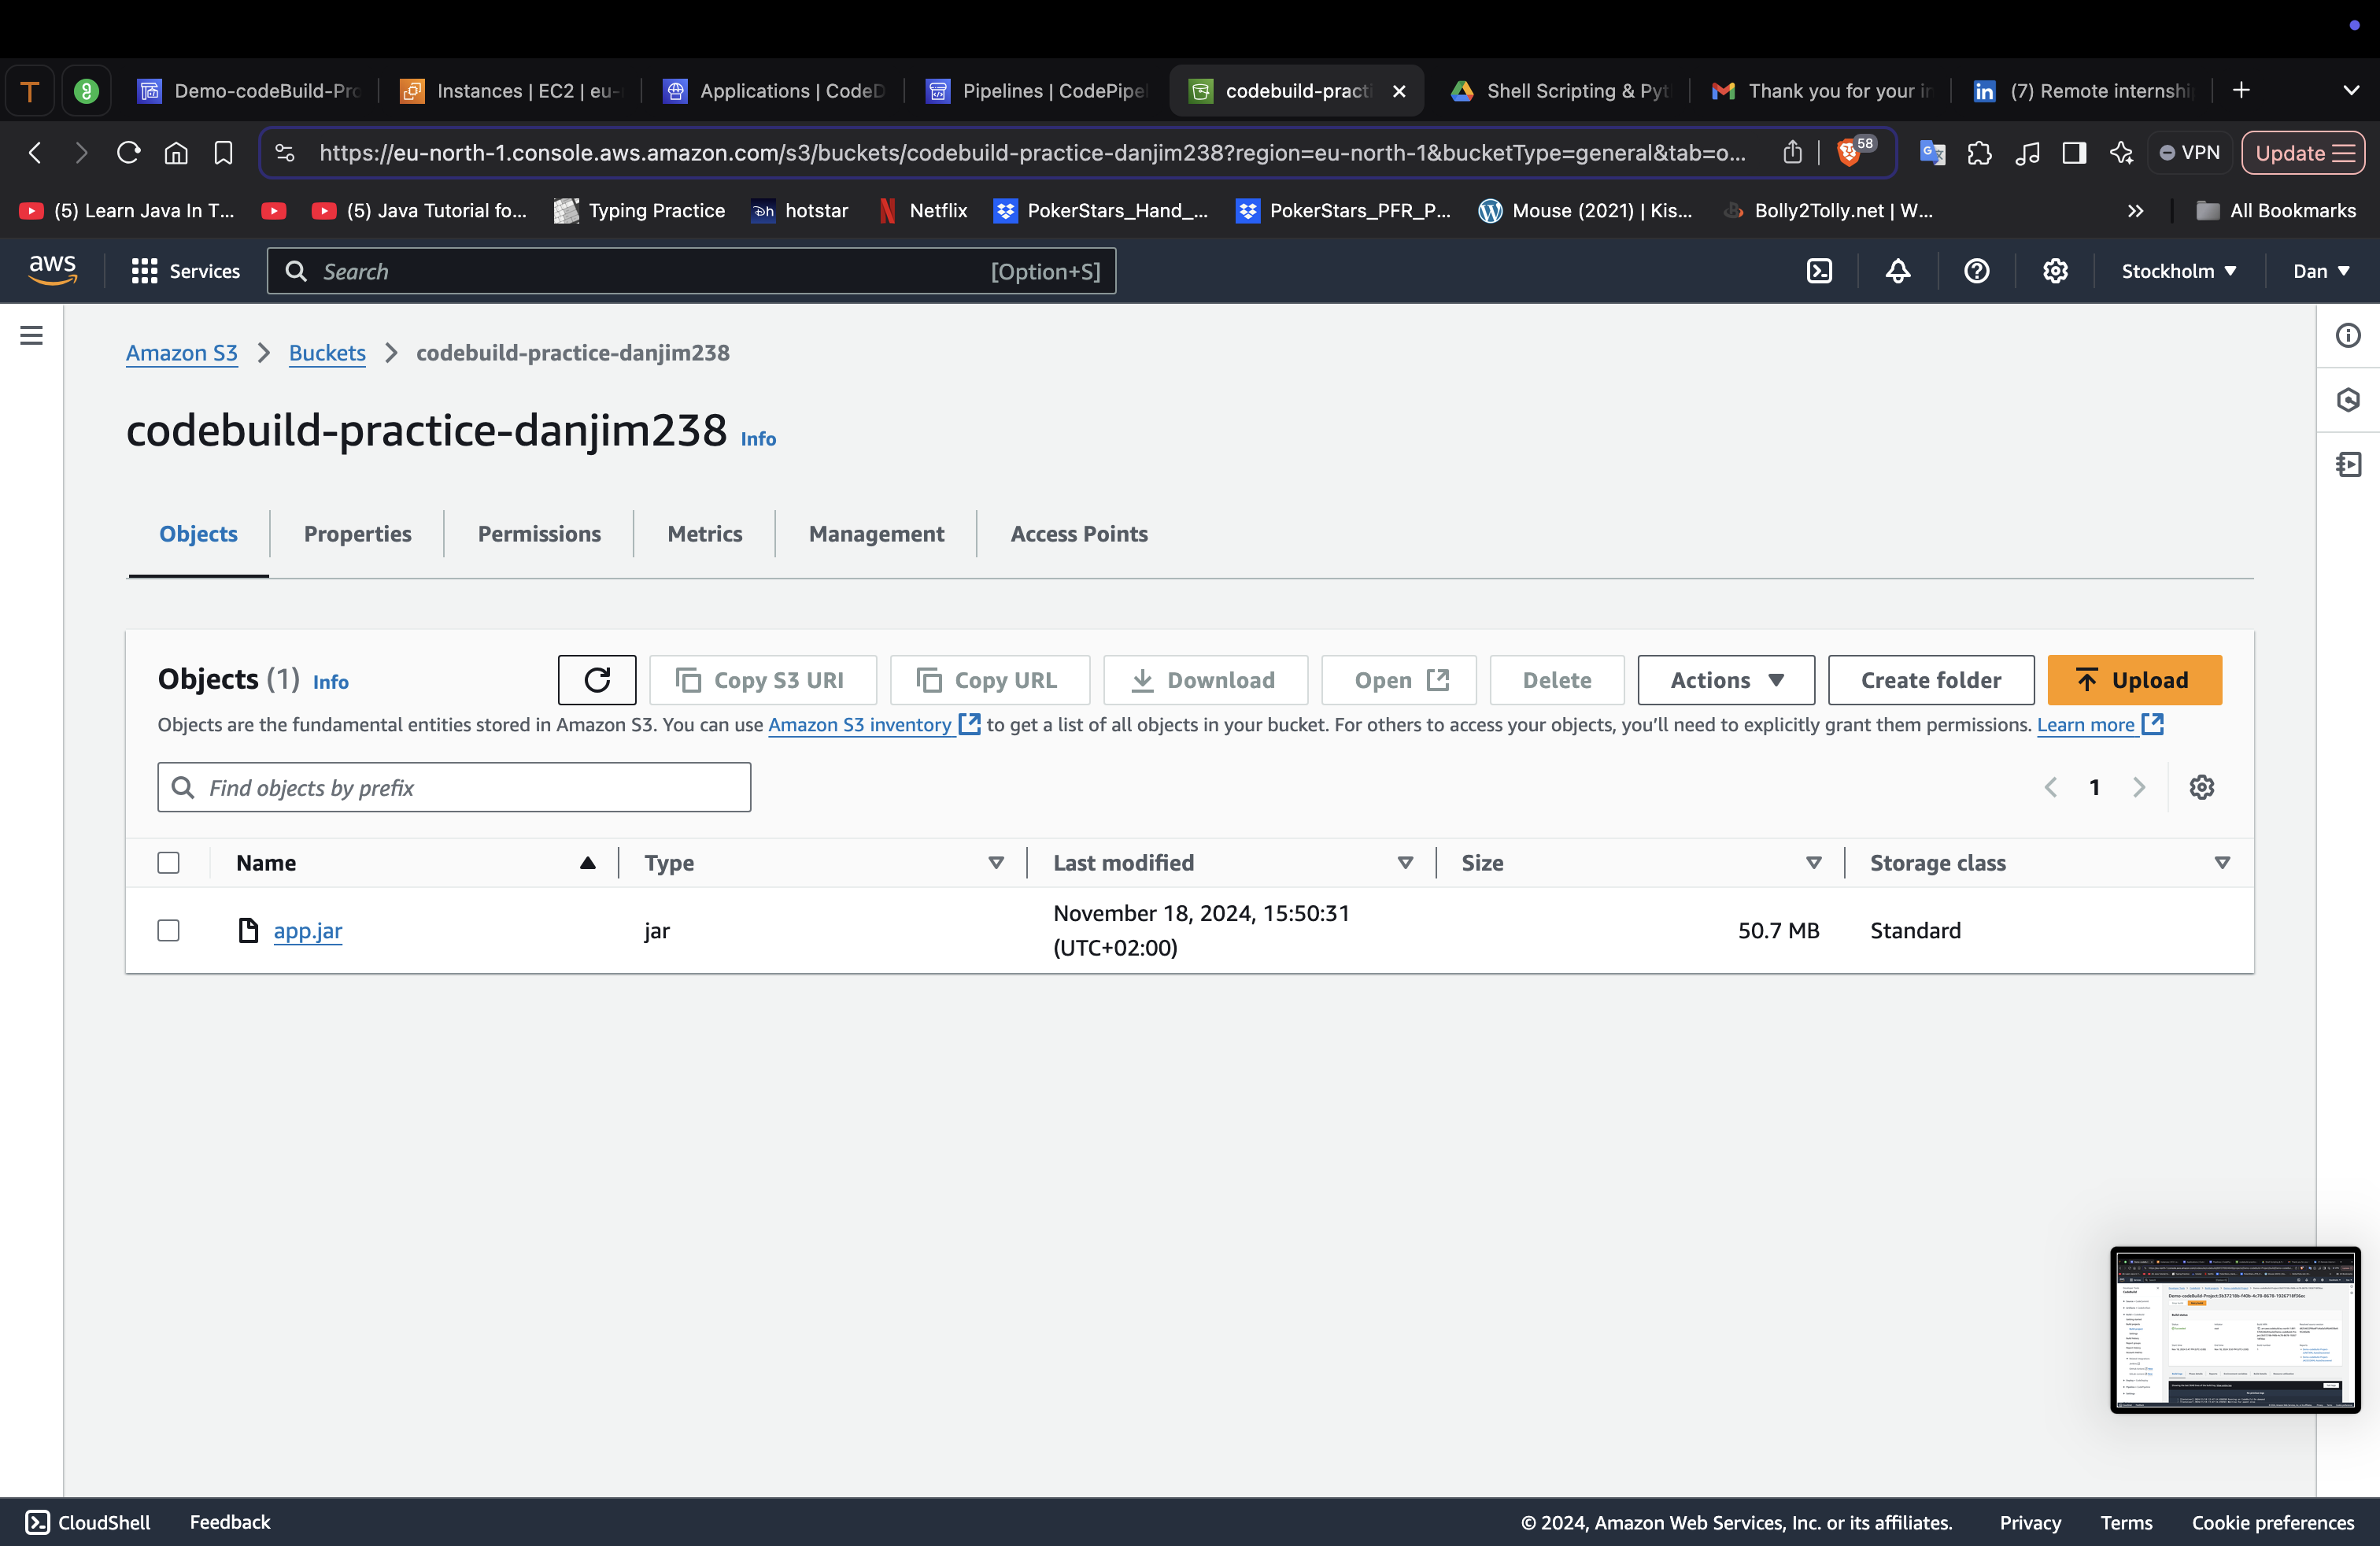 T
Demo-codeBuild-Pro
Instances | EC2 | eu-
Applications | CodeD
Pipelines | CodePipel
codebuild-practi
Shell Scripting & Pyt
Thank you for your in
(7) Remote internship
https://eu-north-1.console.aws.amazon.com/s3/buckets/codebuild-practice-danjim238?region=eu-north-1&bucketType=general&tab=o...
58
VPN
Update
(5) Learn Java In T...
(5) Java Tutorial fo...
Typing Practice
hotstar
Netflix
PokerStars_Hand_...
PokerStars_PFR_P...
Mouse (2021) | Kis...
Bolly2Tolly.net | W...
All Bookmarks
aws
Services
Search
[Option+S]
Stockholm
Dan
Amazon S3
Buckets
codebuild-practice-danjim238
codebuild-practice-danjim238 Info
Objects
Properties
Permissions
Metrics
Management
Access Points
Objects (1) Info
Copy S3 URI
Copy URL
Download
Open
Delete
Actions
Create folder
Upload
Objects are the fundamental entities stored in Amazon S3. You can use Amazon S3 inventory to get a list of all objects in your bucket. For others to access your objects, you’ll need to explicitly grant them permissions. Learn more
Find objects by prefix
1
Name
Type
Last modified
Size
Storage class
app.jar
jar
November 18, 2024, 15:50:31
(UTC+02:00)
50.7 MB
Standard
CloudShell
Feedback
© 2024, Amazon Web Services, Inc. or its affiliates.
Privacy
Terms
Cookie preferences